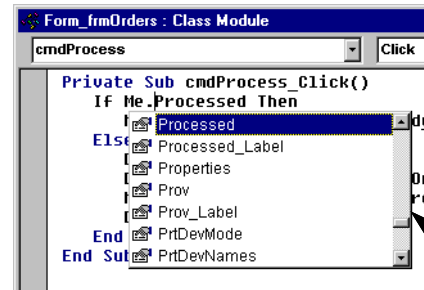 Form_frmOrders : Class Module
cmdProcess Click
Private Sub cmdProcess_Click()
If Me.Processed Then
Processed
Else
Processed_Label
Properties
Prov
Prov_Label
PrtDevMode
End
PrtDevNames
End Sub